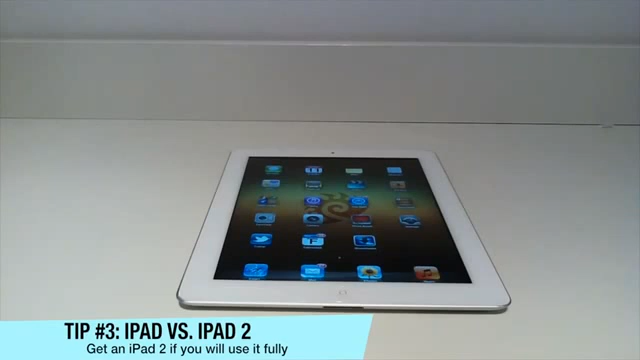 TIP #3: IPAD VS. IPAD 2
Get an iPad 2 if you will use it fully